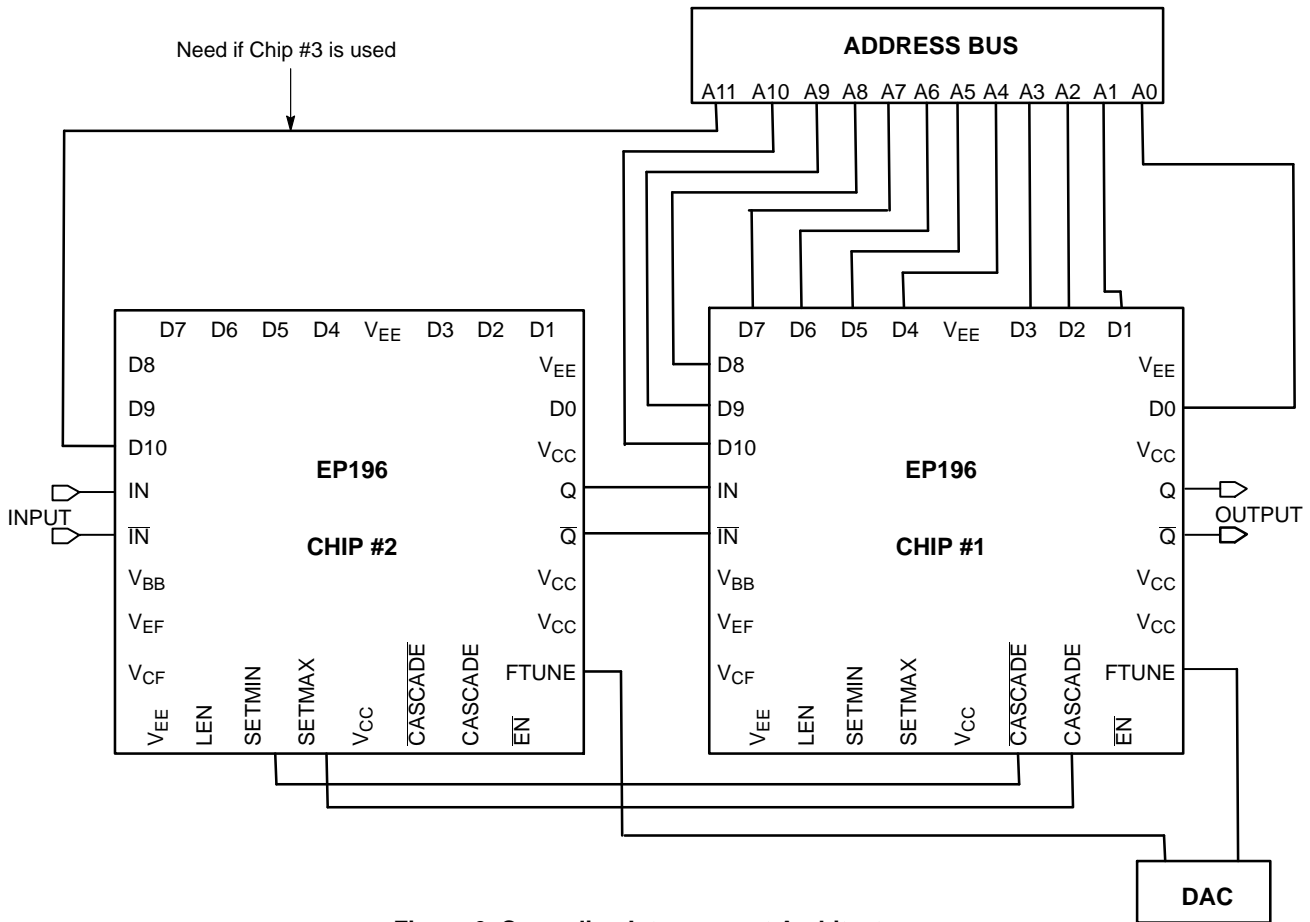 Need if Chip #3 is used
ADDRESS BUS
A11 A10 A9 A8 A7 A6 A5 A4 A3 A2 A1 A0
D7 D6 D5 D4 VEE D3 D2 D1
D8
VEE
D9
D0
D10
VCC
EP196
IN
Q
INPUT
IN
Q
CHIP #2
VBB
VCC
VEF
VCC
VCF
FTUNE
VEE
LEN
SETMIN
SETMAX
VCC
CASCADE
CASCADE
EN
D7 D6 D5 D4 VEE D3 D2 D1
D8
VEE
D9
D0
D10
VCC
EP196
IN
Q
OUTPUT
IN
Q
CHIP #1
VBB
VCC
VEF
VCC
VCF
FTUNE
VEE
LEN
SETMIN
SETMAX
VCC
CASCADE
CASCADE
EN
DAC